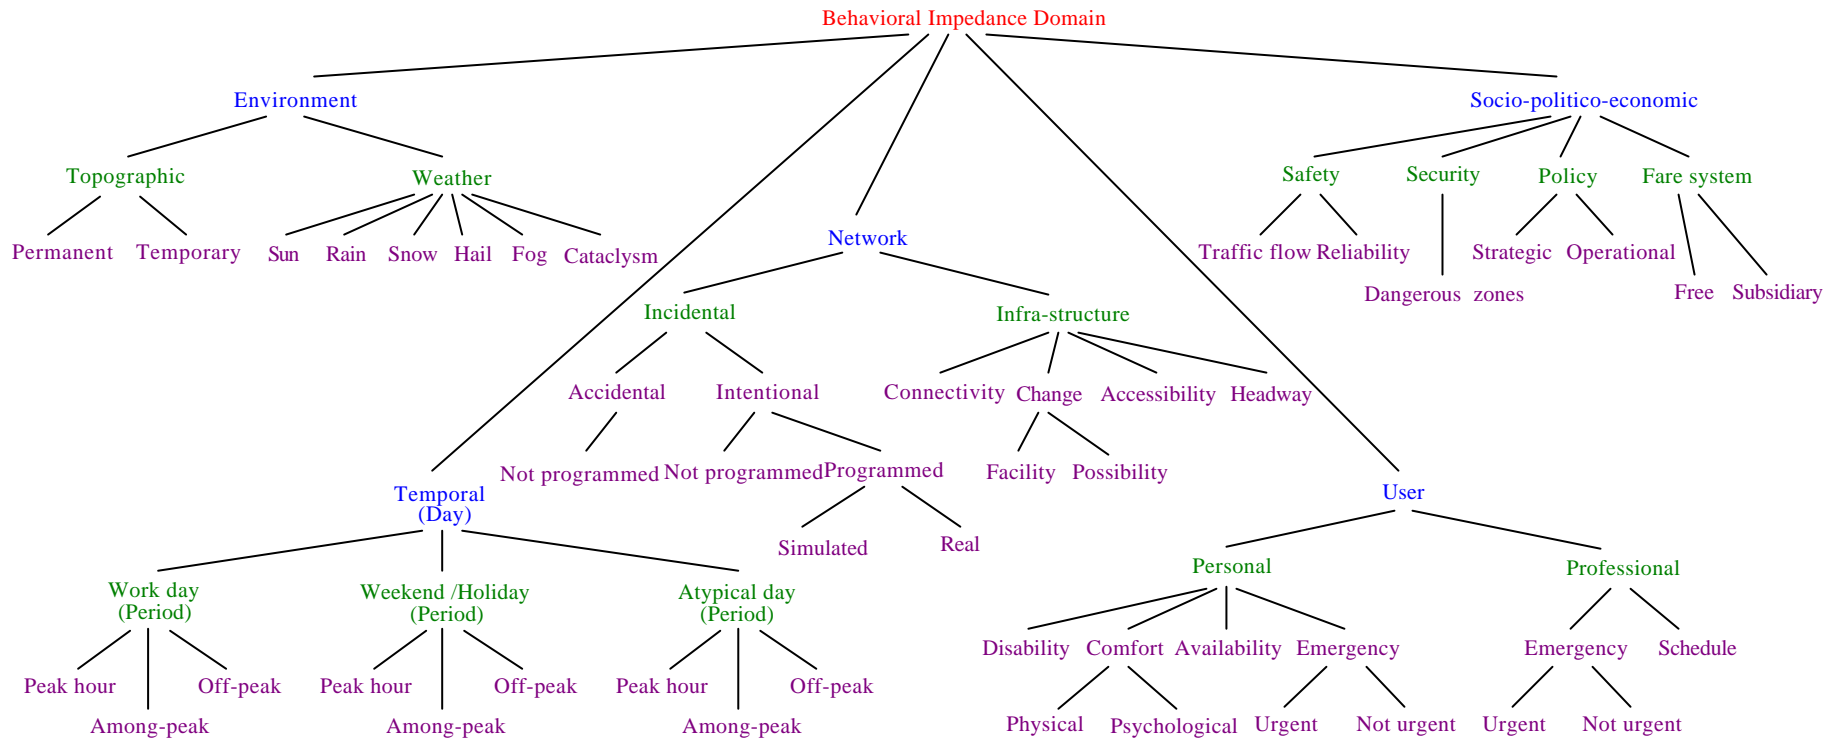 Behavioral Impedance Domain
Environment
Socio-politico-economic
Topographic
Weather
Safety
Security
Policy
Fare system
Permanent
Temporary
Sun
Rain
Snow
Hail
Fog
Cataclysm
Network
Traffic flow
Reliability
Strategic
Operational
Dangerous zones
Free
Subsidiary
Incidental
Infra-structure
Accidental
Intentional
Connectivity
Change
Accessibility
Headway
Not programmed
Not programmed
Programmed
Facility
Possibility
Temporal
(Day)
User
Simulated
Real
Work day
(Period)
Weekend /Holiday
(Period)
Atypical day
(Period)
Personal
Professional
Disability
Comfort
Availability
Emergency
Emergency
Schedule
Peak hour
Off-peak
Peak hour
Off-peak
Peak hour
Off-peak
Among-peak
Among-peak
Among-peak
Physical
Psychological
Urgent
Not urgent
Urgent
Not urgent